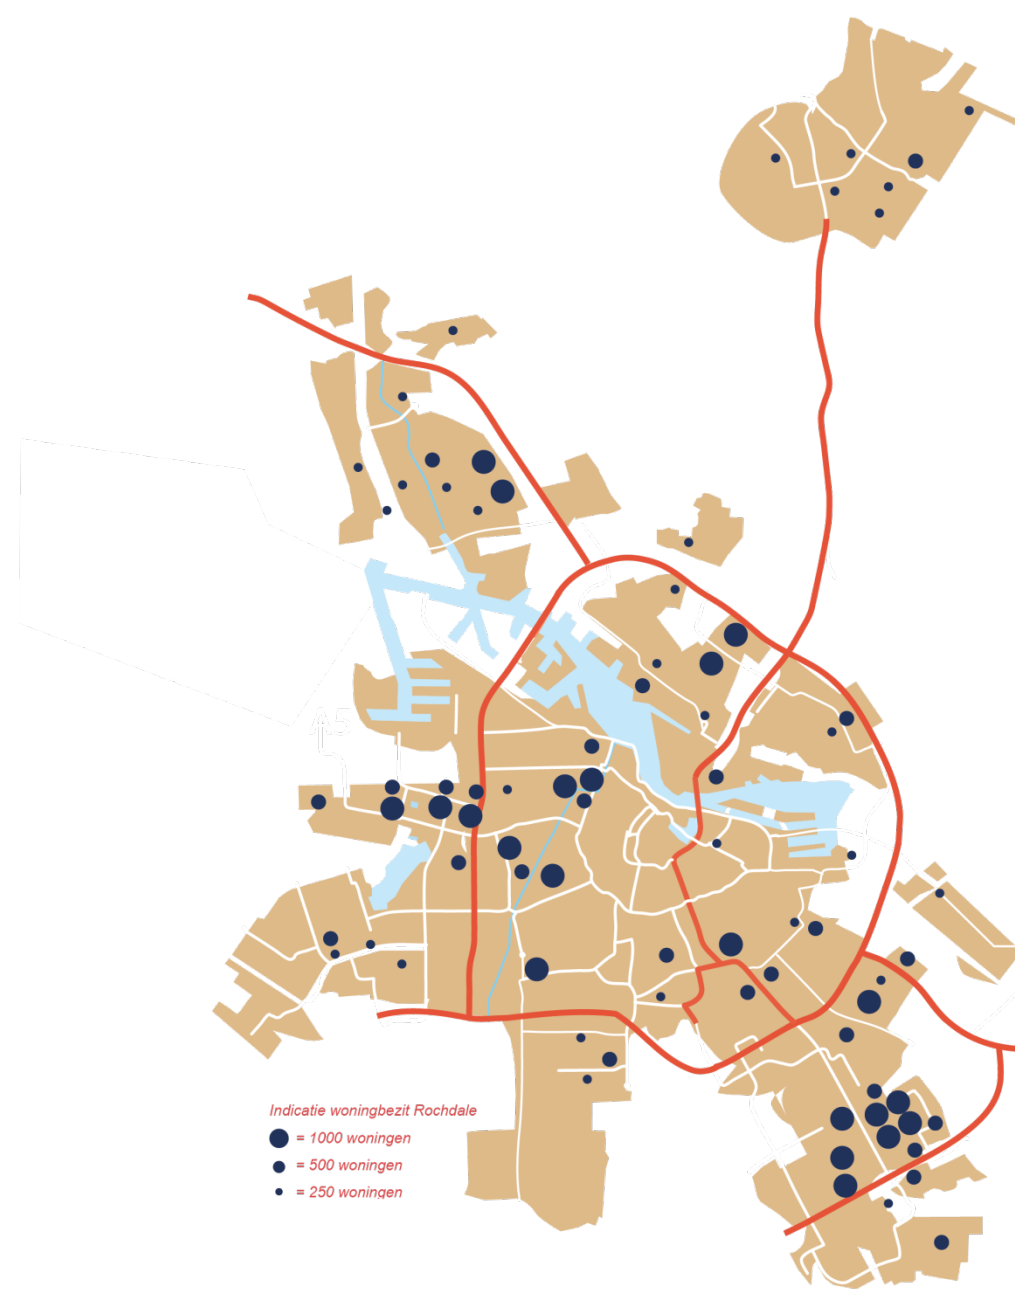 A5
Indicatie woningbezit Rochdale
= 1000 woningen
= 500 woningen
= 250 woningen